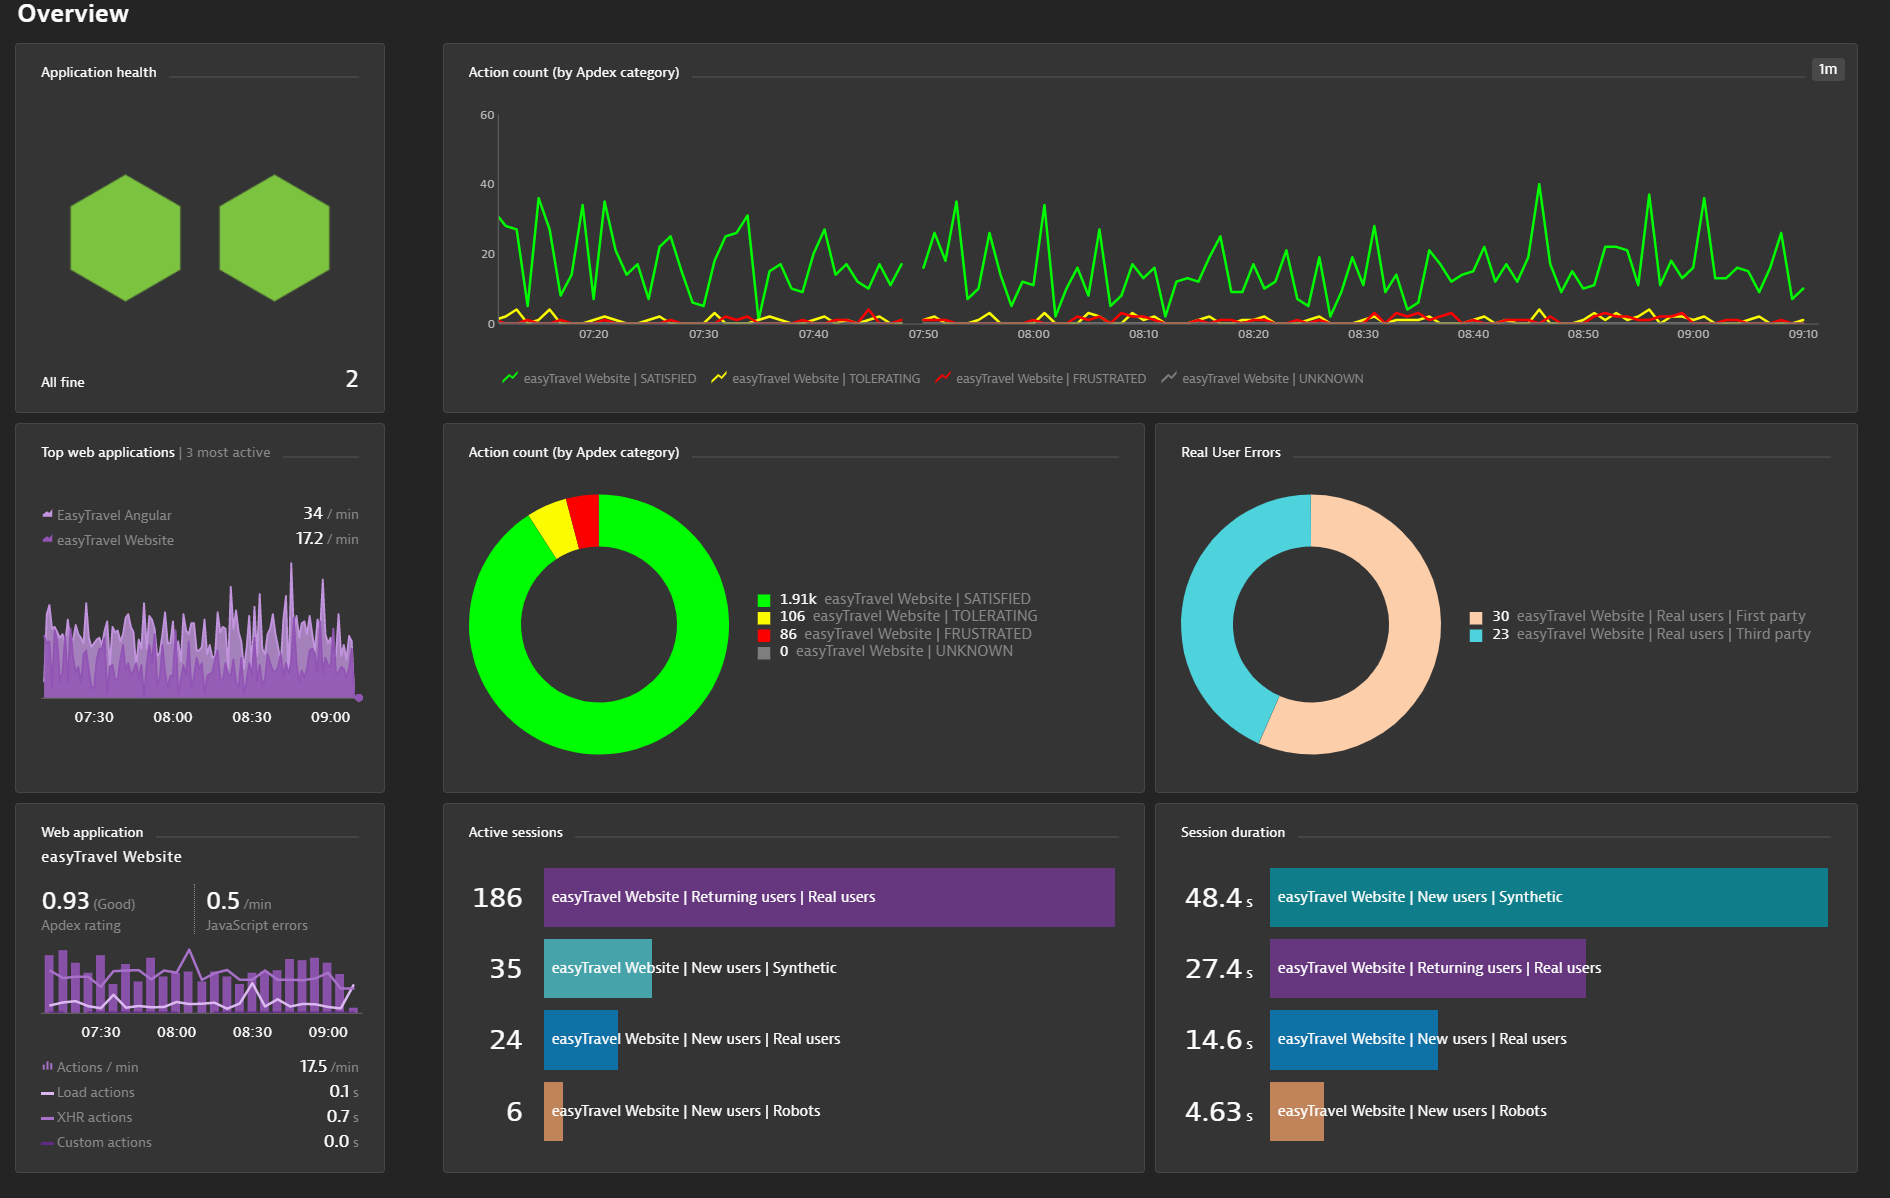 Overview
Application health
All fine
2
Action count (by Apdex category)
1m
60
40
20
0
07:20 07:30 07:40 07:50 08:00 08:10 08:20 08:30 08:40 08:50 09:00 09:10
easyTravel Website | SATISFIED easyTravel Website | TOLERATING easyTravel Website | FRUSTRATED easyTravel Website | UNKNOWN
Top web applications | 3 most active
EasyTravel Angular 34 / min
easyTravel Website 17.2 / min
07:30 08:00 08:30 09:00
Action count (by Apdex category)
1.91k easyTravel Website | SATISFIED
106 easyTravel Website | TOLERATING
86 easyTravel Website | FRUSTRATED
0 easyTravel Website | UNKNOWN
Real User Errors
30 easyTravel Website | Real users | First party
23 easyTravel Website | Real users | Third party
Web application
easyTravel Website
0.93 (Good) 0.5 /min
Apdex rating JavaScript errors
07:30 08:00 08:30 09:00
Actions / min 17.5 /min
Load actions 0.1 s
XHR actions 0.7 s
Custom actions 0.0 s
Active sessions
186 easyTravel Website | Returning users | Real users
35 easyTravel Website | New users | Synthetic
24 easyTravel Website | New users | Real users
6 easyTravel Website | New users | Robots
Session duration
48.4 s easyTravel Website | New users | Synthetic
27.4 s easyTravel Website | Returning users | Real users
14.6 s easyTravel Website | New users | Real users
4.63 s easyTravel Website | New users | Robots